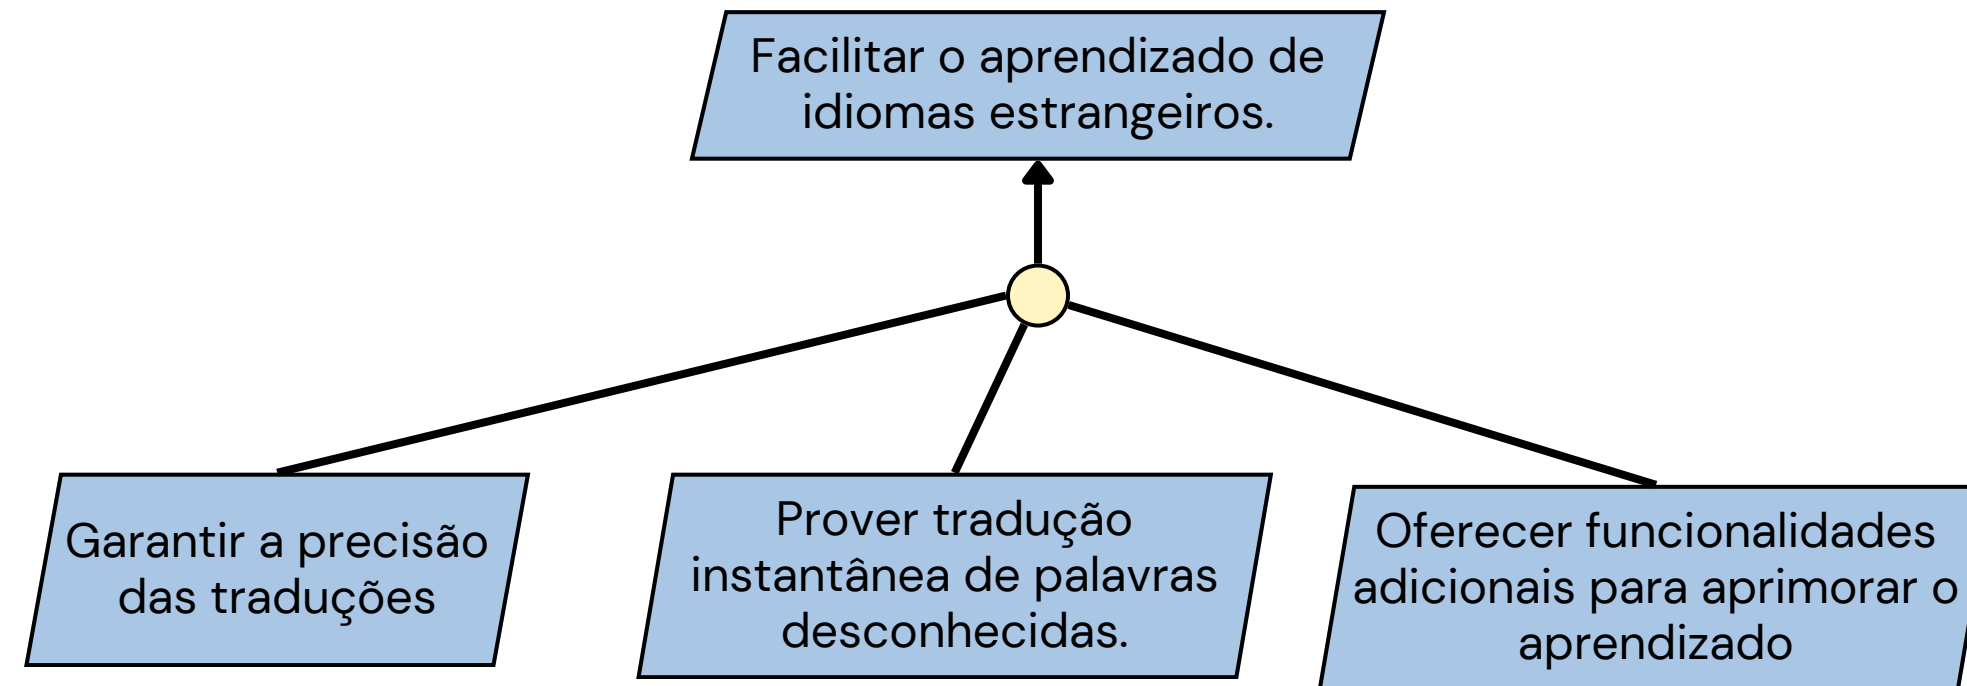 Facilitar o aprendizado de
idiomas estrangeiros.
Garantir a precisão
das traduções
Prover tradução
instantânea de palavras
desconhecidas.
Oferecer funcionalidades
adicionais para aprimorar o
aprendizado